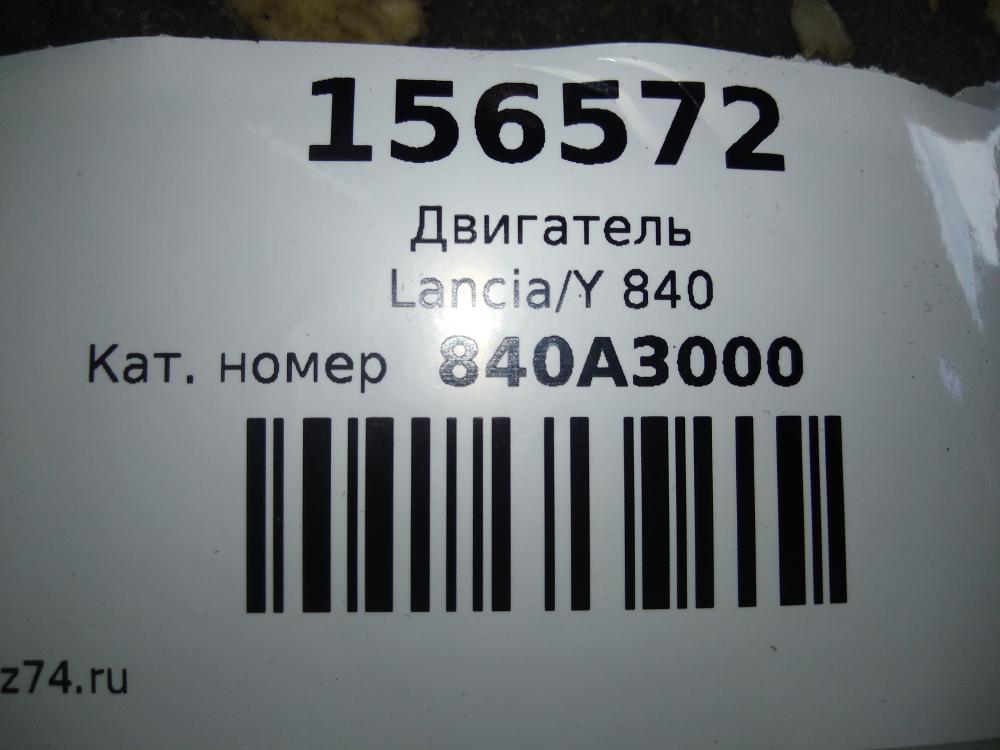 156572
Двигатель
Lancia/Y 840
Кат. номер 840A3000
z74.ru